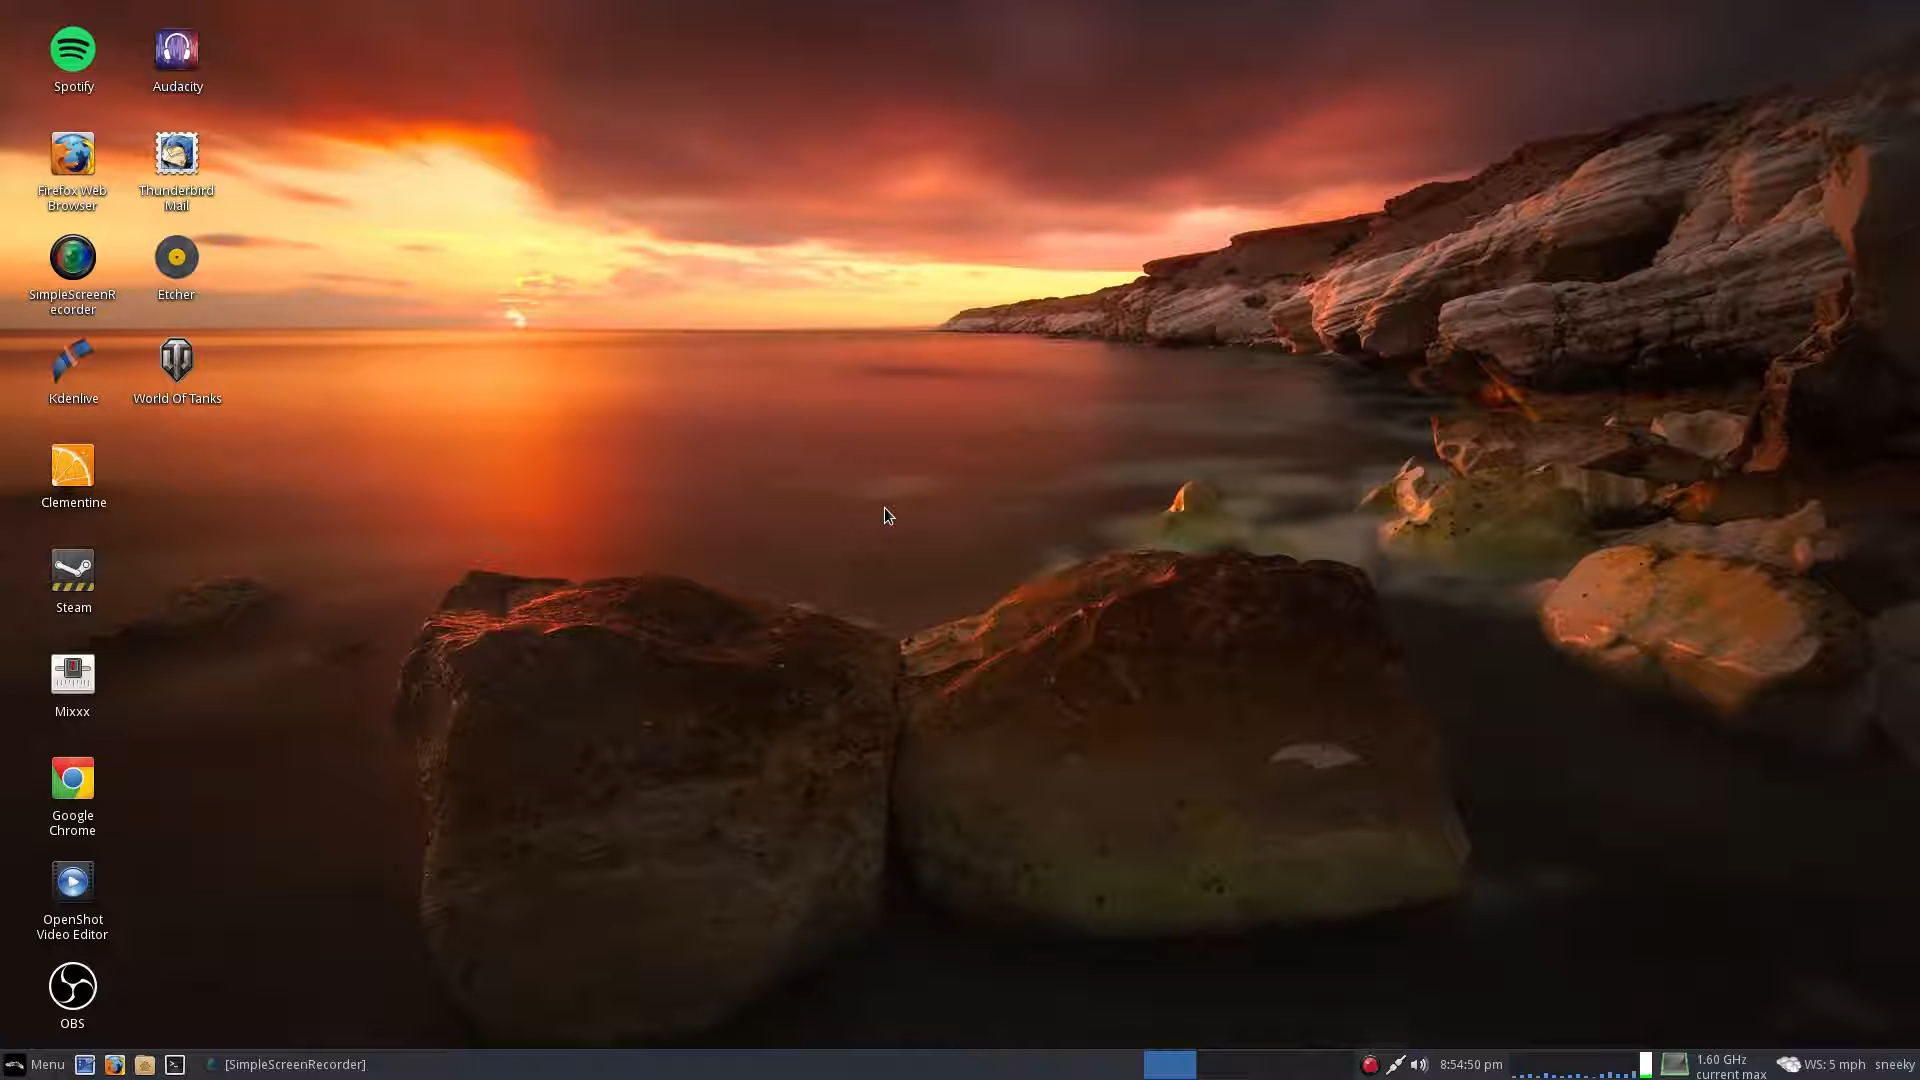 Spotify
Audacity
Firefox Web
Browser
Thunderbird
Mail
SimpleScreenR
ecorder
Etcher
Kdenlive
World Of Tanks
Clementine
Steam
Mixxx
Google
Chrome
OpenShot
Video Editor
OBS
Menu
[SimpleScreenRecorder]
8:54:50 pm
1.60 GHz
current max
WS: 5 mph
sneeky